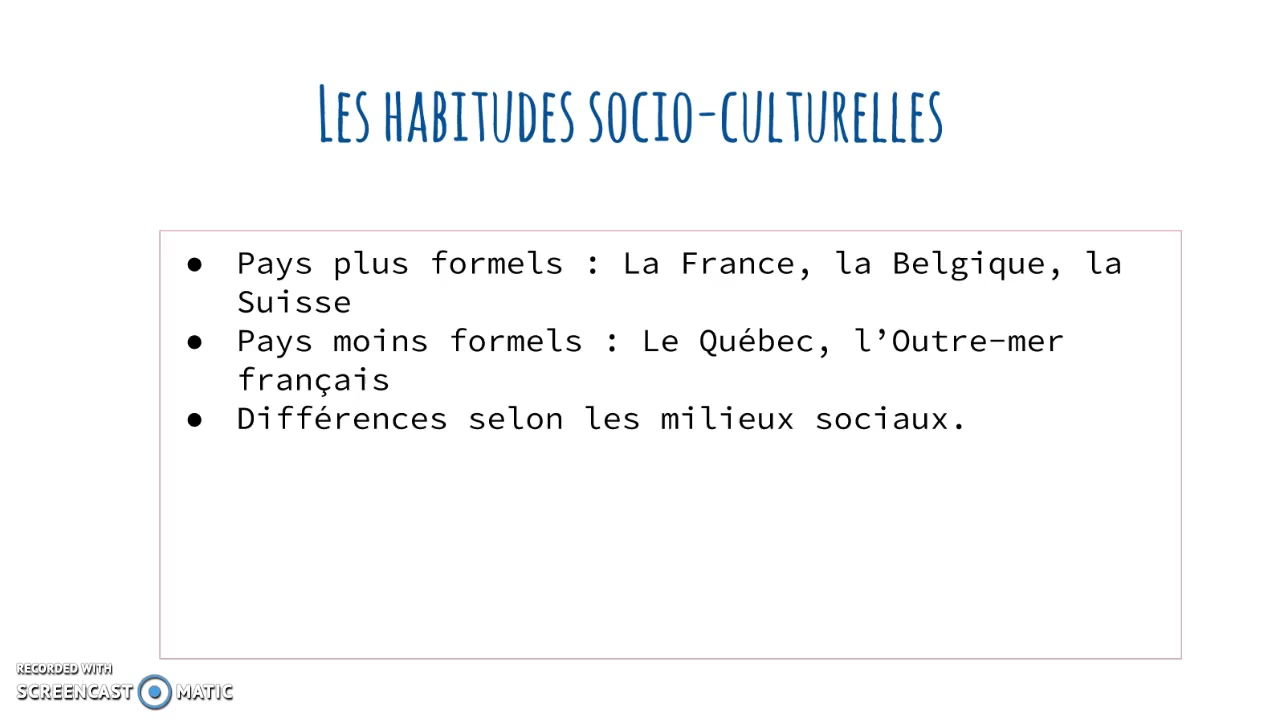 Les habitudes socio-culturelles
● Pays plus formels : La France, la Belgique, la
Suisse
● Pays moins formels : Le Québec, l’Outre-mer
français
● Différences selon les milieux sociaux.
RECORDED WITH
SCREENCAST MATIC